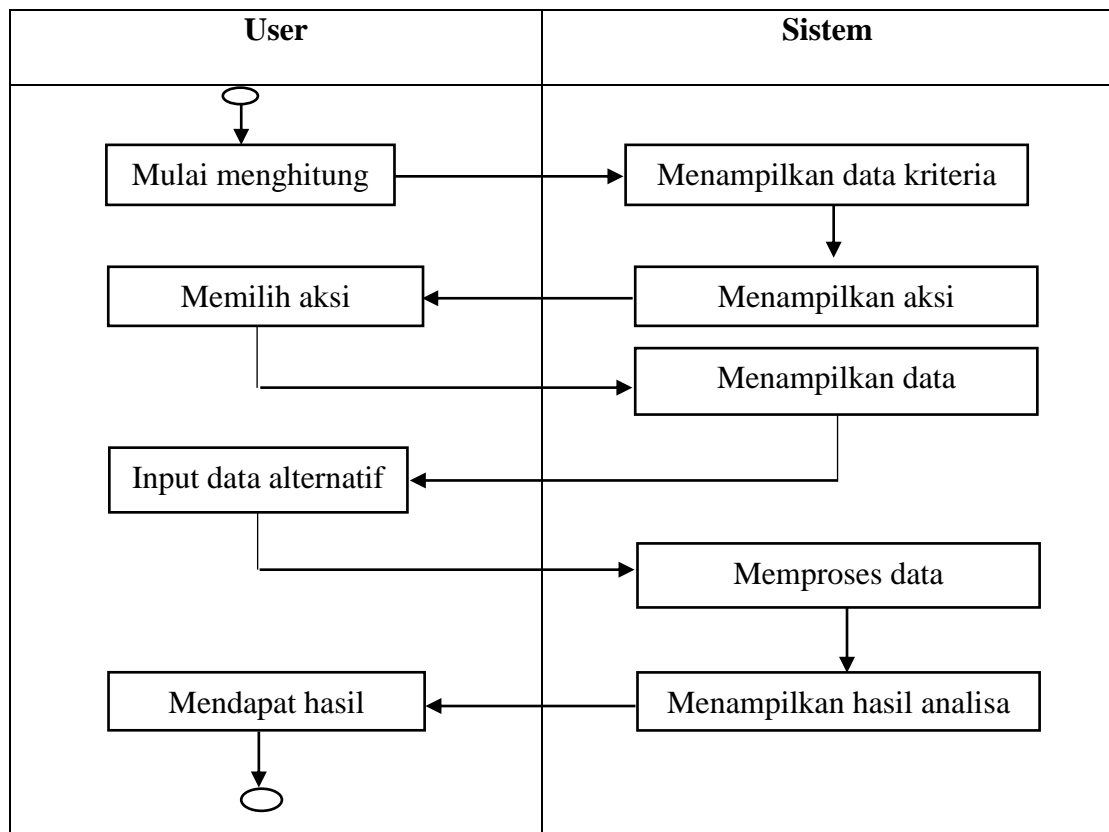 User
Sistem
Mulai menghitung
Menampilkan data kriteria
Memilih aksi
Menampilkan aksi
Menampilkan data
Input data alternatif
Memproses data
Mendapat hasil
Menampilkan hasil analisa